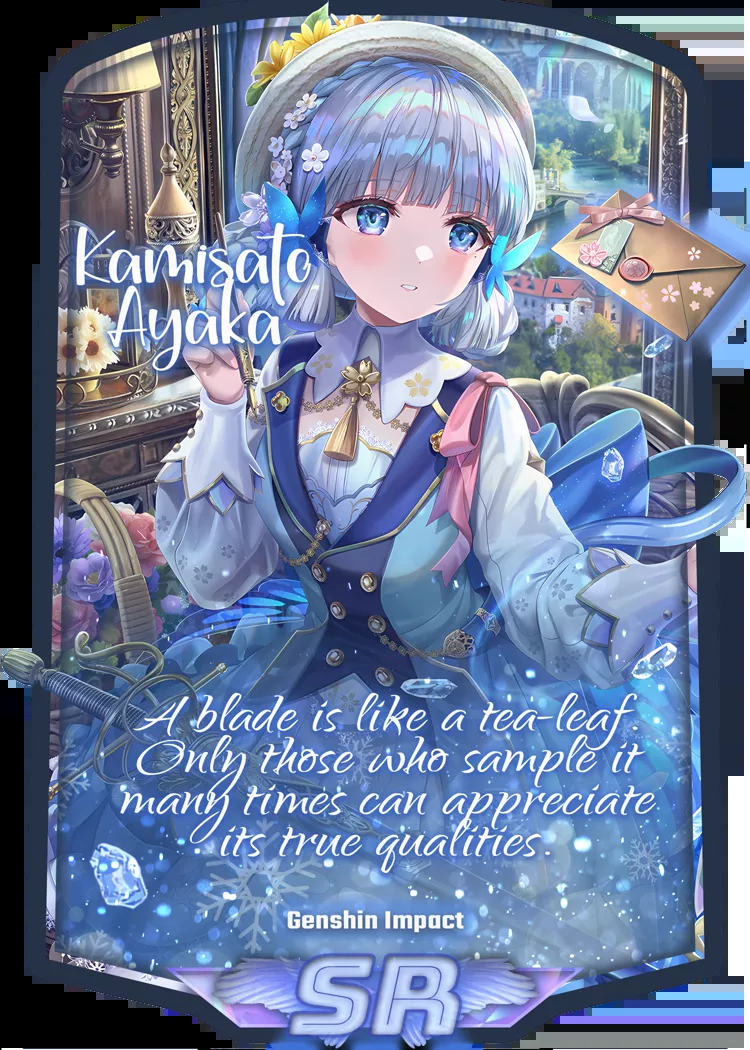 Kamisato
Ayaka
A blade is like a tea-leaf.
Only those who sample it
many times can appreciate
its true qualities.
Genshin Impact
SR